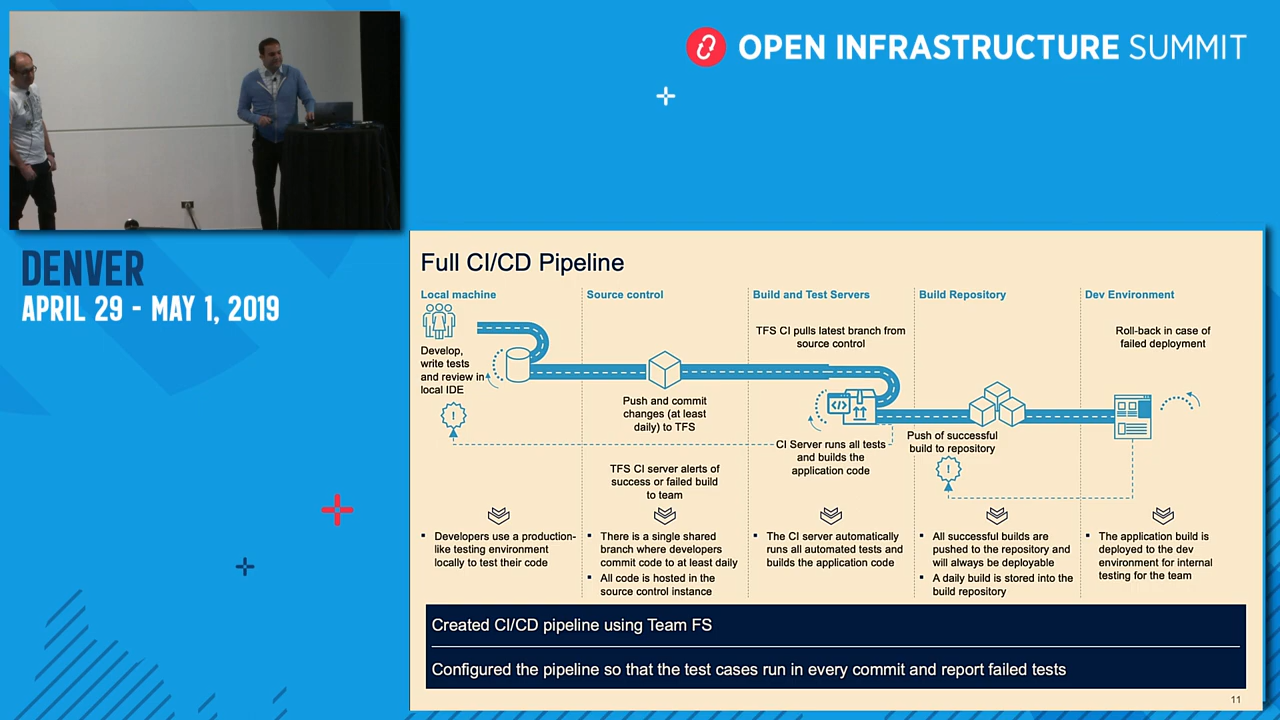 OPEN INFRASTRUCTURE SUMMIT
DENVER
APRIL 29 - MAY 1, 2019
Full CI/CD Pipeline
Local machine
Develop,
write tests
and review in
local IDE
Source control
Push and commit
changes (at least
daily) to TFS
TFS CI server alerts of
success or failed build
to team
Build and Test Servers
TFS CI pulls latest branch from
source control
CI Server runs all tests
and builds the
application code
Build Repository
Push of successful
build to repository
Dev Environment
Roll-back in case of
failed deployment
▪ Developers use a production-
like testing environment
locally to test their code
▪ There is a single shared
branch where developers
commit code to at least daily
▪ All code is hosted in the
source control instance
▪ The CI server automatically
runs all automated tests and
builds the application code
▪ All successful builds are
pushed to the repository and
will always be deployable
▪ A daily build is stored into the
build repository
▪ The application build is
deployed to the dev
environment for internal
testing for the team
Created CI/CD pipeline using Team FS
Configured the pipeline so that the test cases run in every commit and report failed tests
11